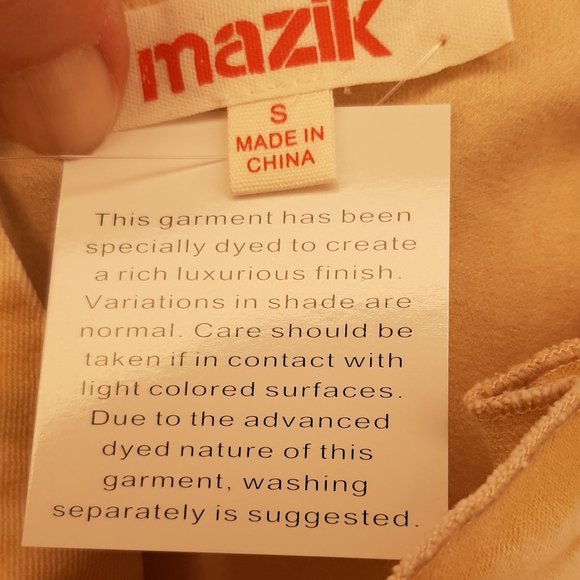 mazik
S
MADE IN
CHINA
This garment has been
specially dyed to create
a rich luxurious finish.
Variations in shade are
normal. Care should be
taken if in contact with
light colored surfaces.
Due to the advanced
dyed nature of this
garment, washing
separately is suggested.